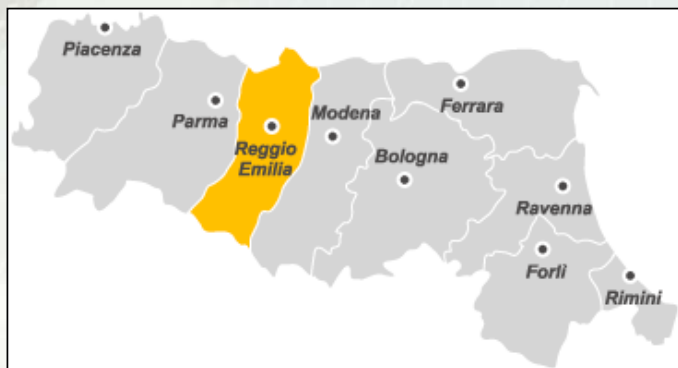 Piacenza
Parma
Reggio
Emilia
Modena
Bologna
Ferrara
Ravenna
Forlì
Rimini